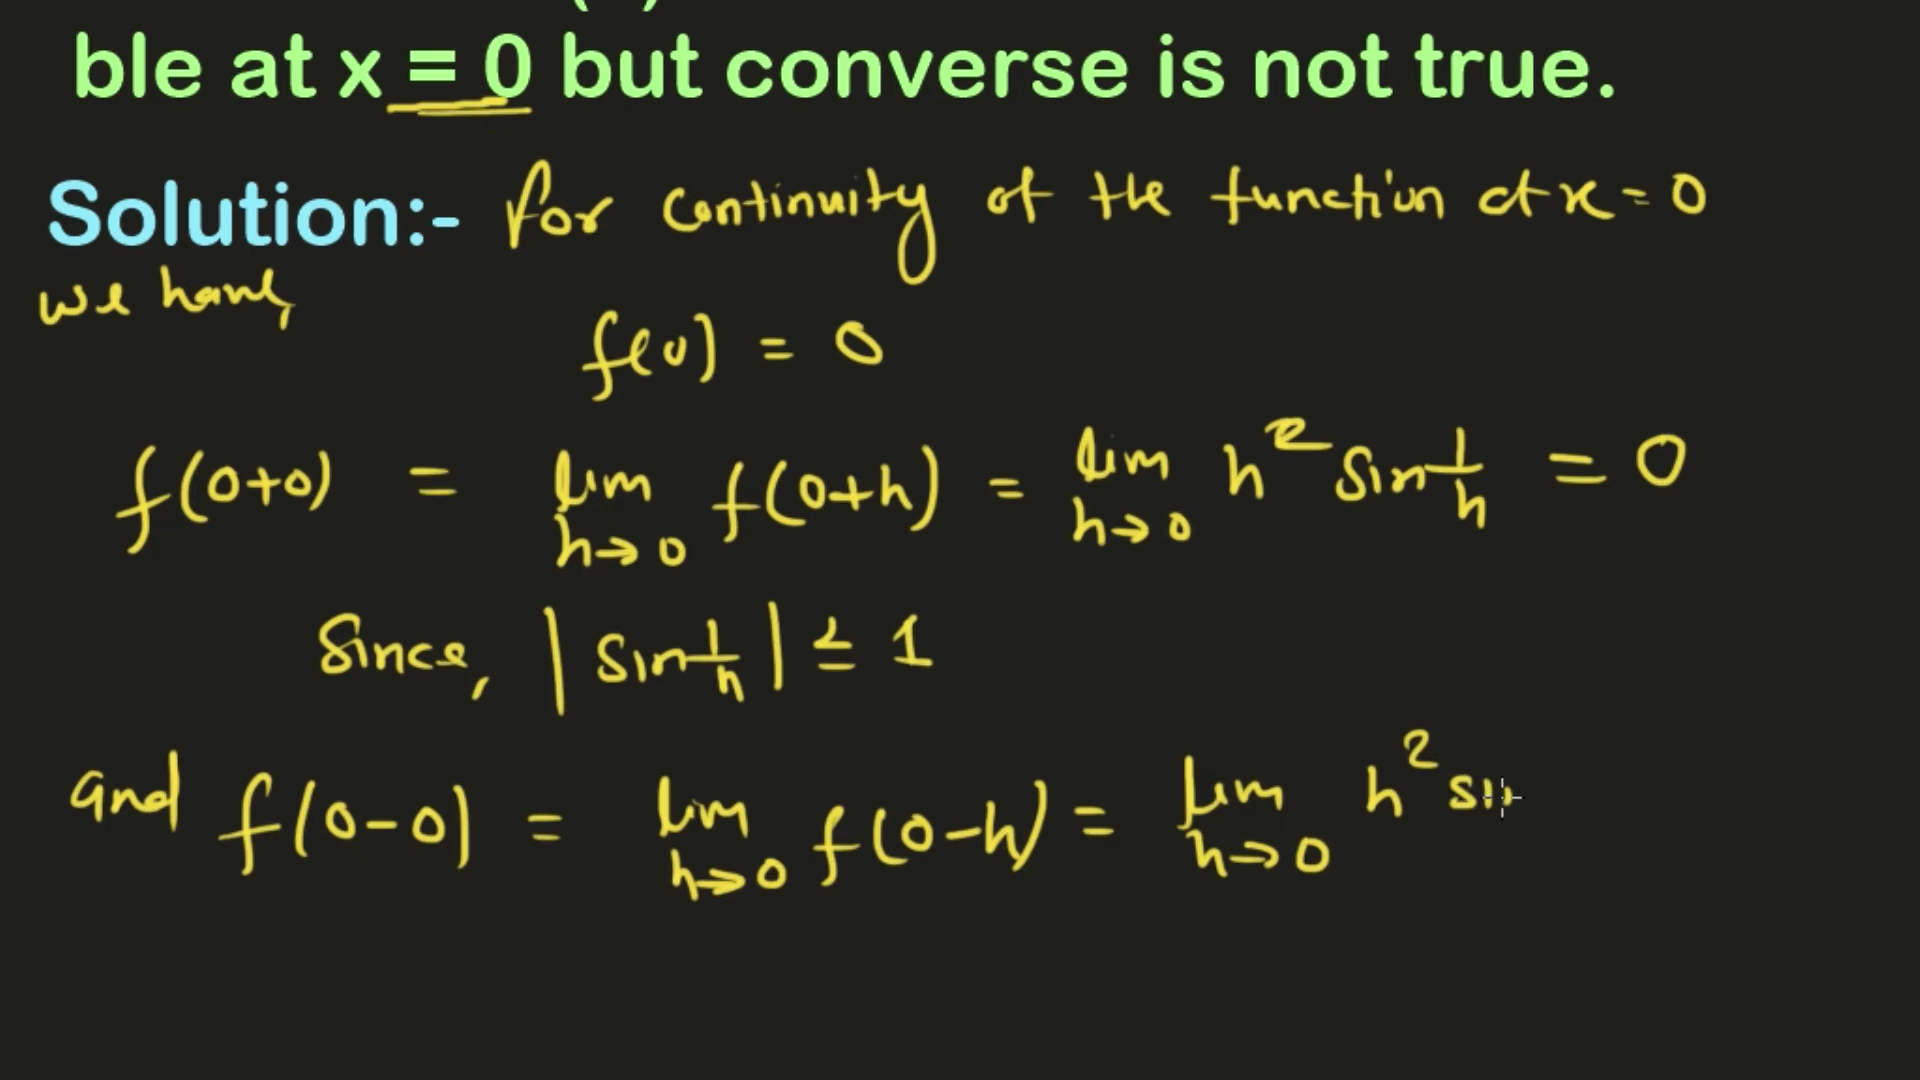 ble at x = 0 but converse is not true.
Solution:- For continuity of the function at x = 0
we have,
f(0) = 0
f(0+0) = lim h→0 f(0+h) = lim h→0 h² sin 1/h = 0
Since, |sin 1/h| ≤ 1
and f(0-0) = lim h→0 f(0-h) = lim h→0 h² sin